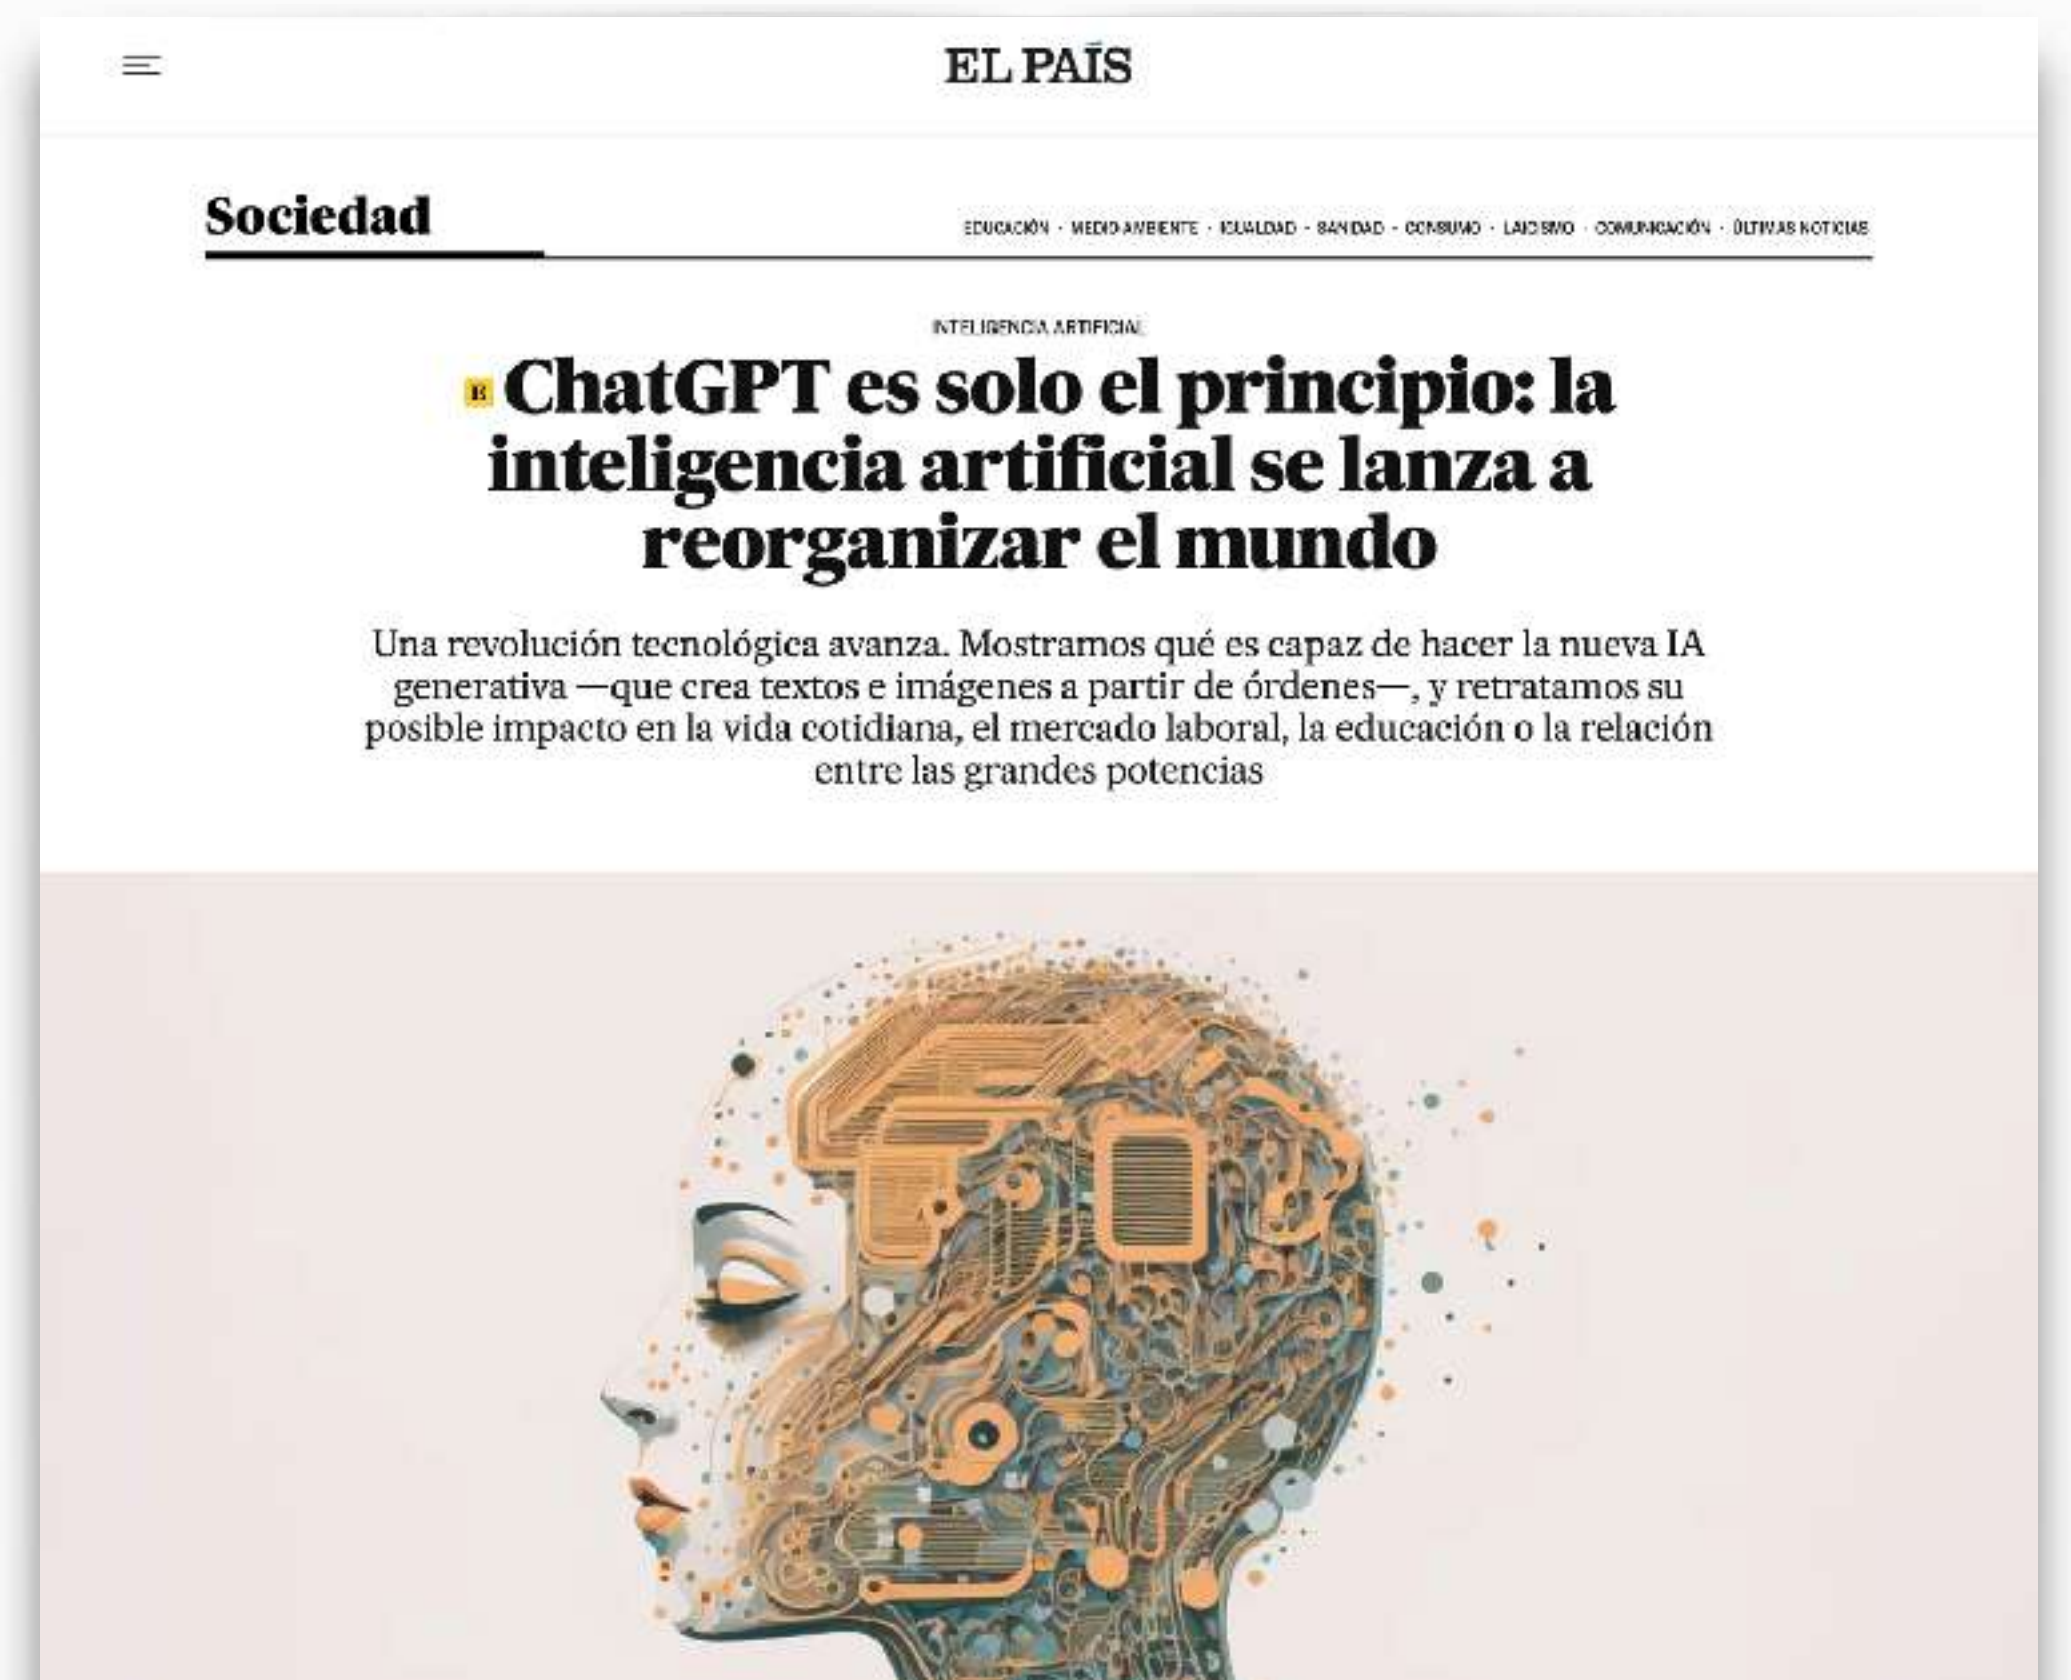 EL PAÍS
Sociedad
EDUCACIÓN · MEDIO AMBIENTE · IGUALDAD · SANIDAD · CONSUMO · LAICISMO · COMUNICACIÓN · ÚLTIMAS NOTICIAS
INTELIGENCIA ARTIFICIAL
E ChatGPT es solo el principio: la
inteligencia artificial se lanza a
reorganizar el mundo
Una revolución tecnológica avanza. Mostramos qué es capaz de hacer la nueva IA
generativa —que crea textos e imágenes a partir de órdenes—, y retratamos su
posible impacto en la vida cotidiana, el mercado laboral, la educación o la relación
entre las grandes potencias